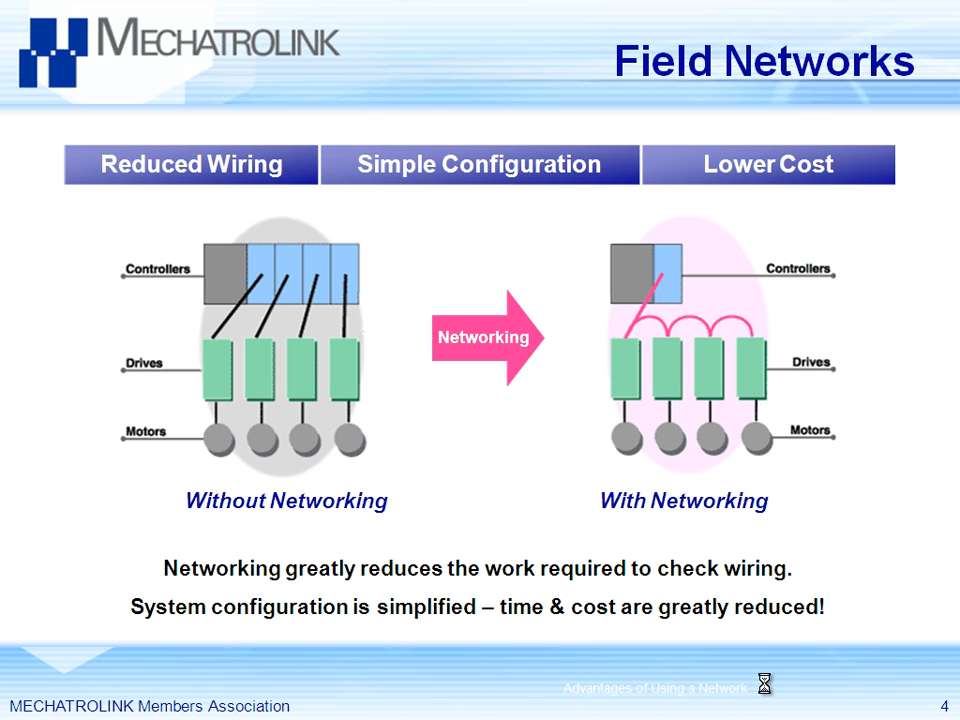 MECHATROLINK
Field Networks
Reduced Wiring
Simple Configuration
Lower Cost
Controllers
Drives
Motors
Networking
Controllers
Drives
Motors
Without Networking
With Networking
Networking greatly reduces the work required to check wiring.
System configuration is simplified – time & cost are greatly reduced!
Advantages of Using a Network
MECHATROLINK Members Association
4